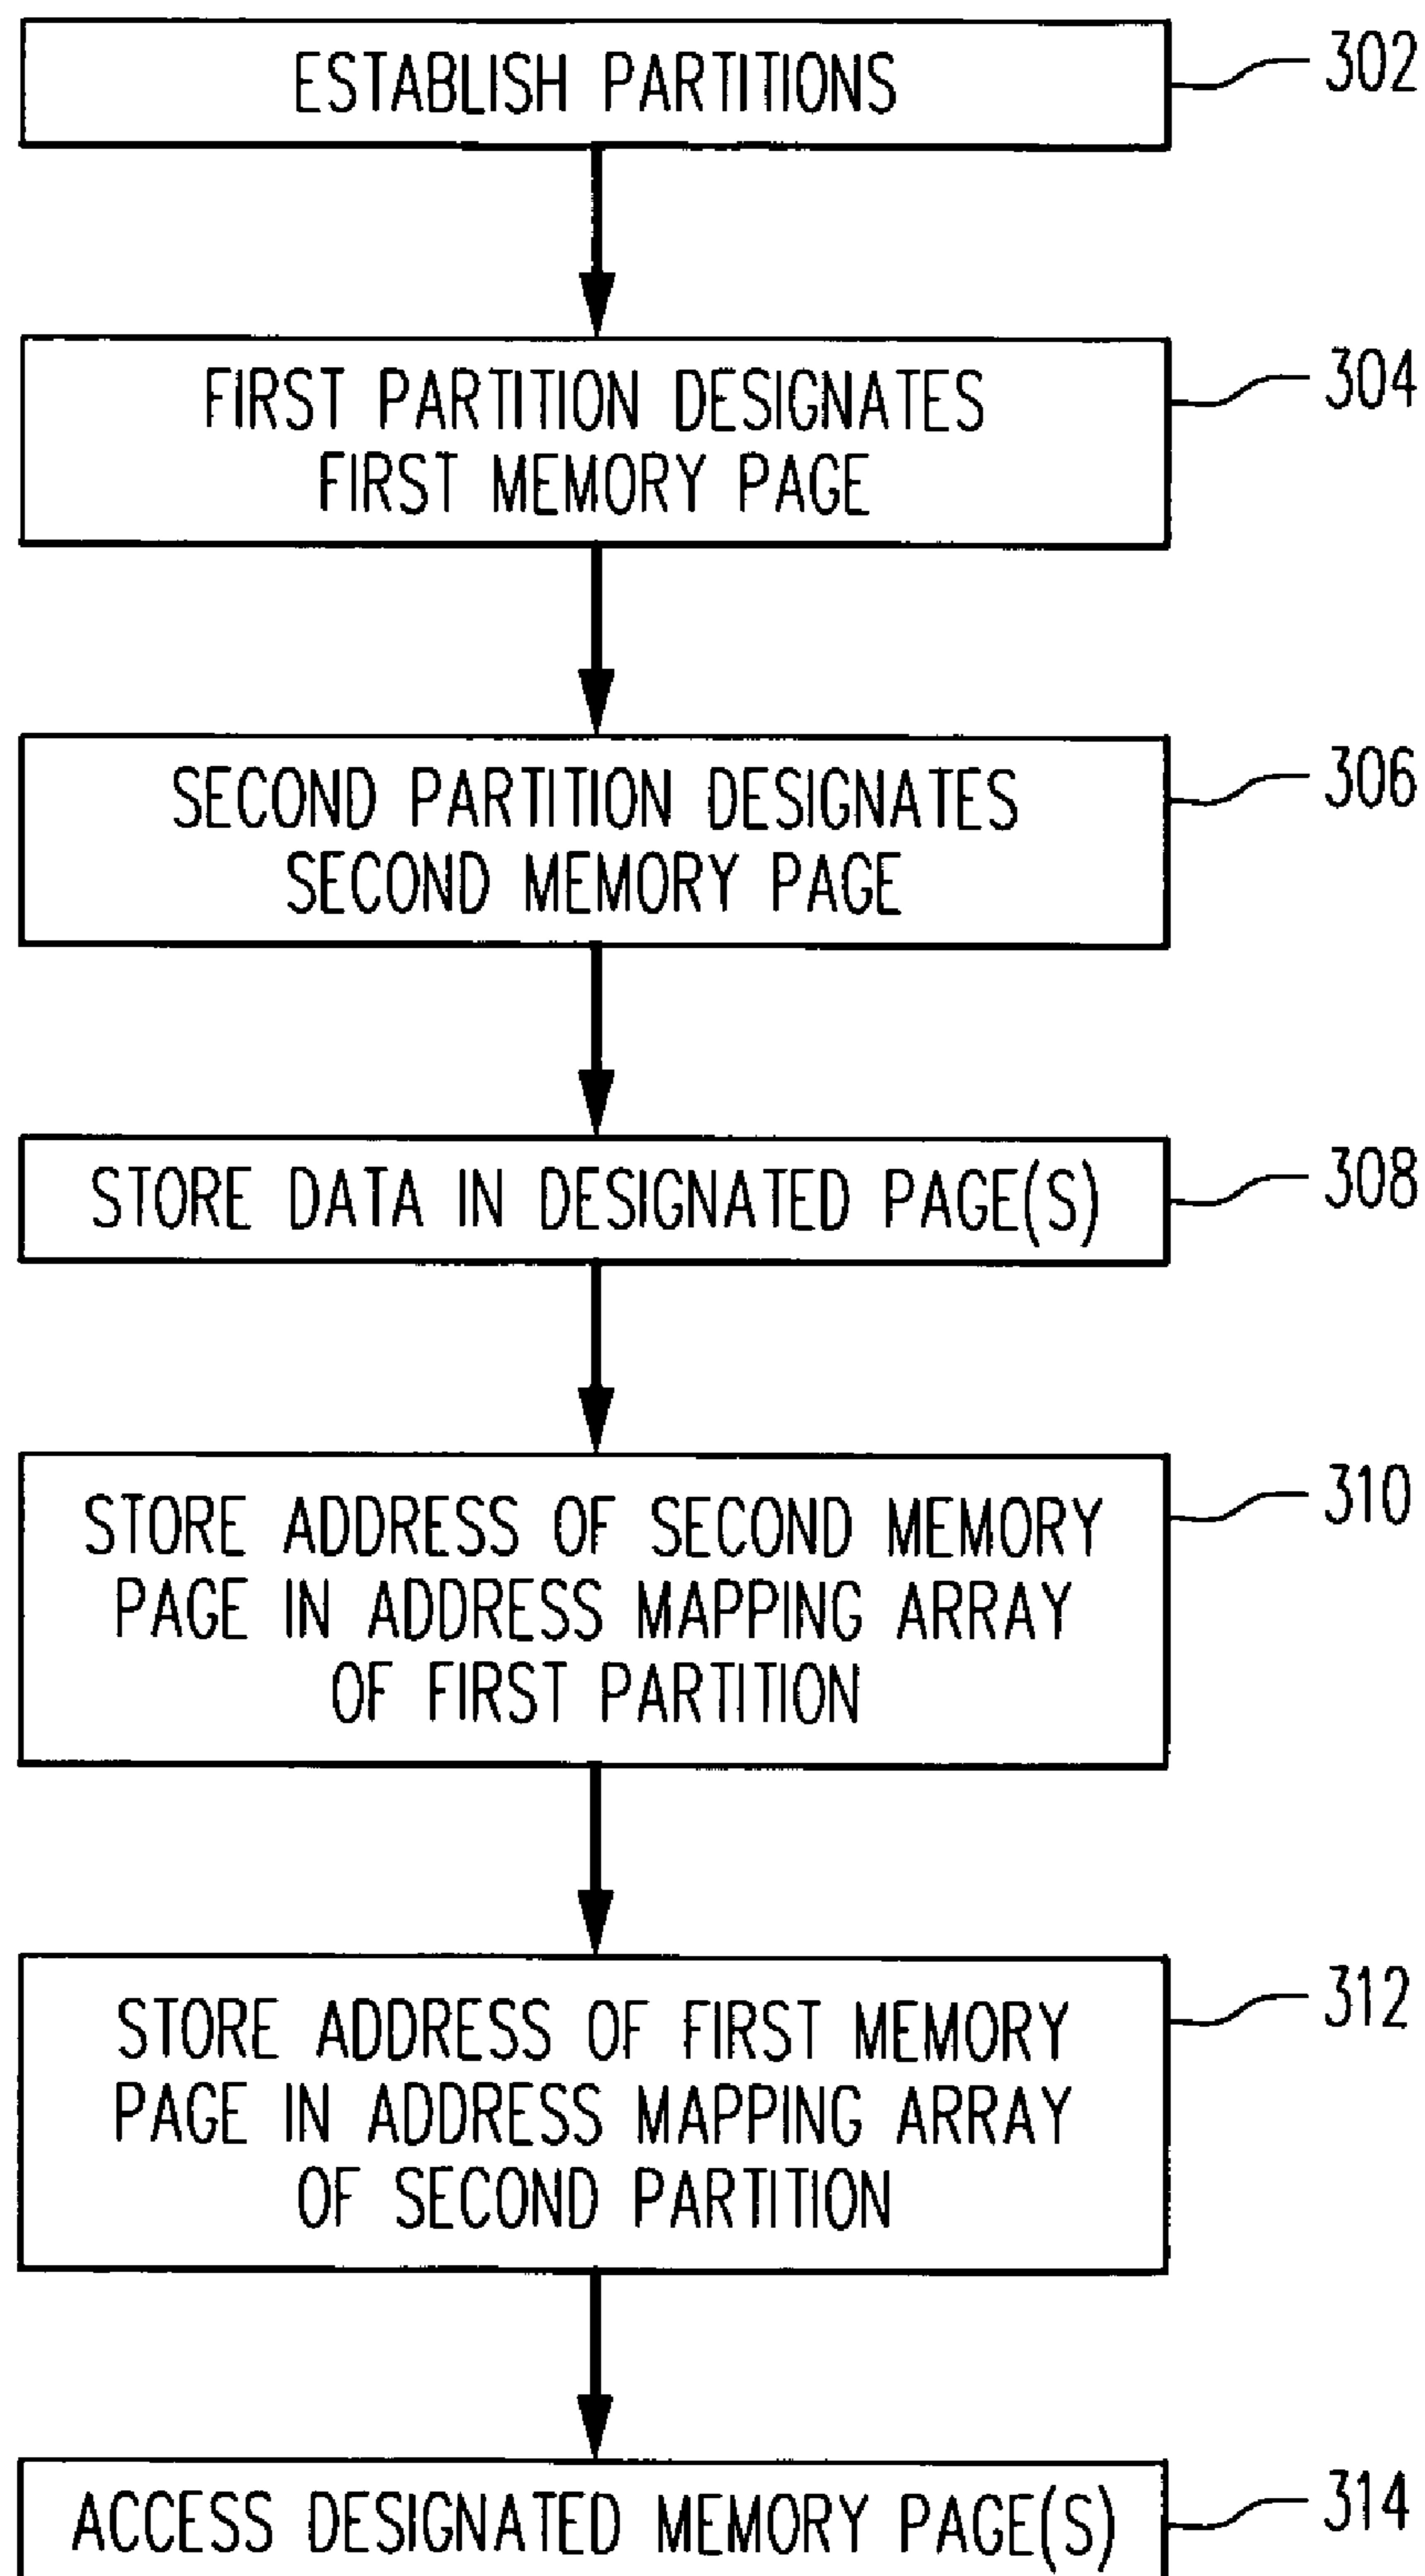 ESTABLISH PARTITIONS
302
FIRST PARTITION DESIGNATES
FIRST MEMORY PAGE
304
SECOND PARTITION DESIGNATES
SECOND MEMORY PAGE
306
STORE DATA IN DESIGNATED PAGE(S)
308
STORE ADDRESS OF SECOND MEMORY
PAGE IN ADDRESS MAPPING ARRAY
OF FIRST PARTITION
310
STORE ADDRESS OF FIRST MEMORY
PAGE IN ADDRESS MAPPING ARRAY
OF SECOND PARTITION
312
ACCESS DESIGNATED MEMORY PAGE(S)
314